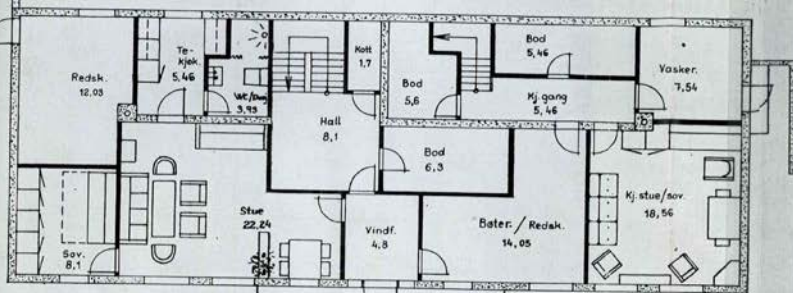 Redsk.
12,03
Te-
kjøk.
5,46
WC/Dusj
3,93
Kott
1,7
Hall
8,1
Bod
5,6
Bod
5,46
Kj.gang
5,46
Vasker.
7,54
Bod
6,3
Sov.
8,1
Stue
22,24
Vindf.
4,8
Båter. / Redsk.
14,05
Kj.stue/sov.
18,56